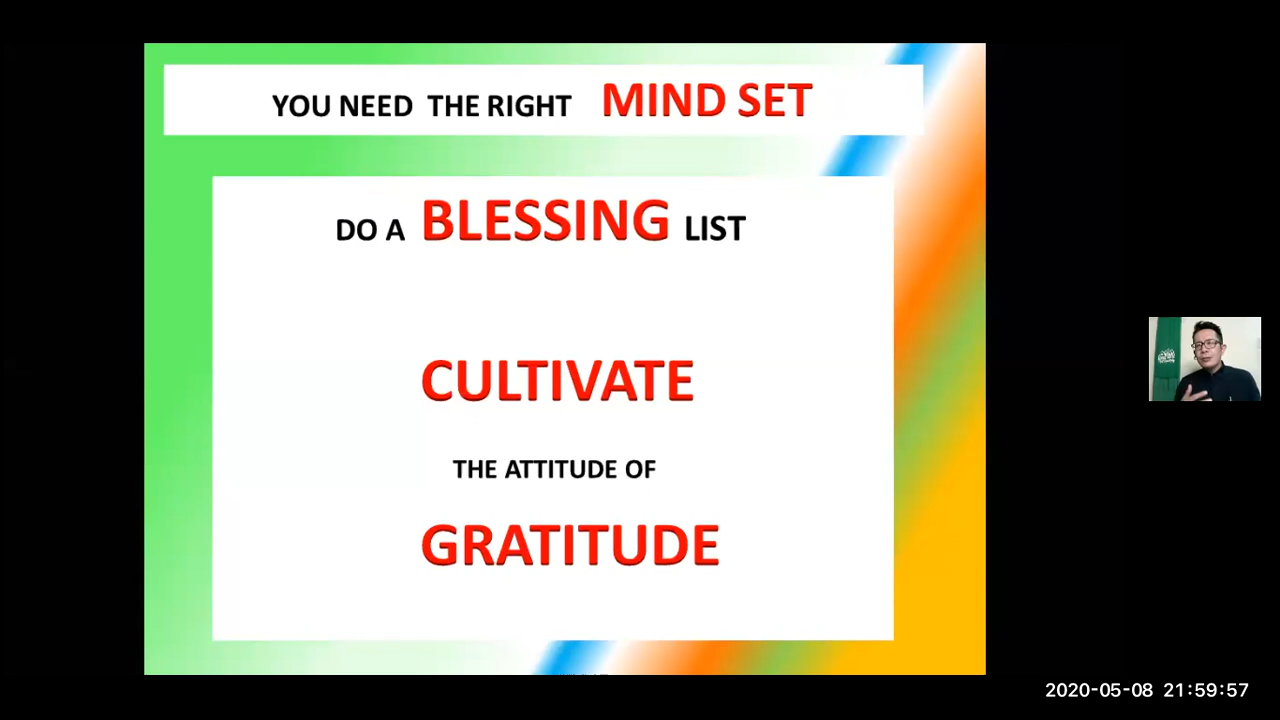 YOU NEED THE RIGHT MIND SET
DO A BLESSING LIST
CULTIVATE
THE ATTITUDE OF
GRATITUDE
2020-05-08 21:59:57